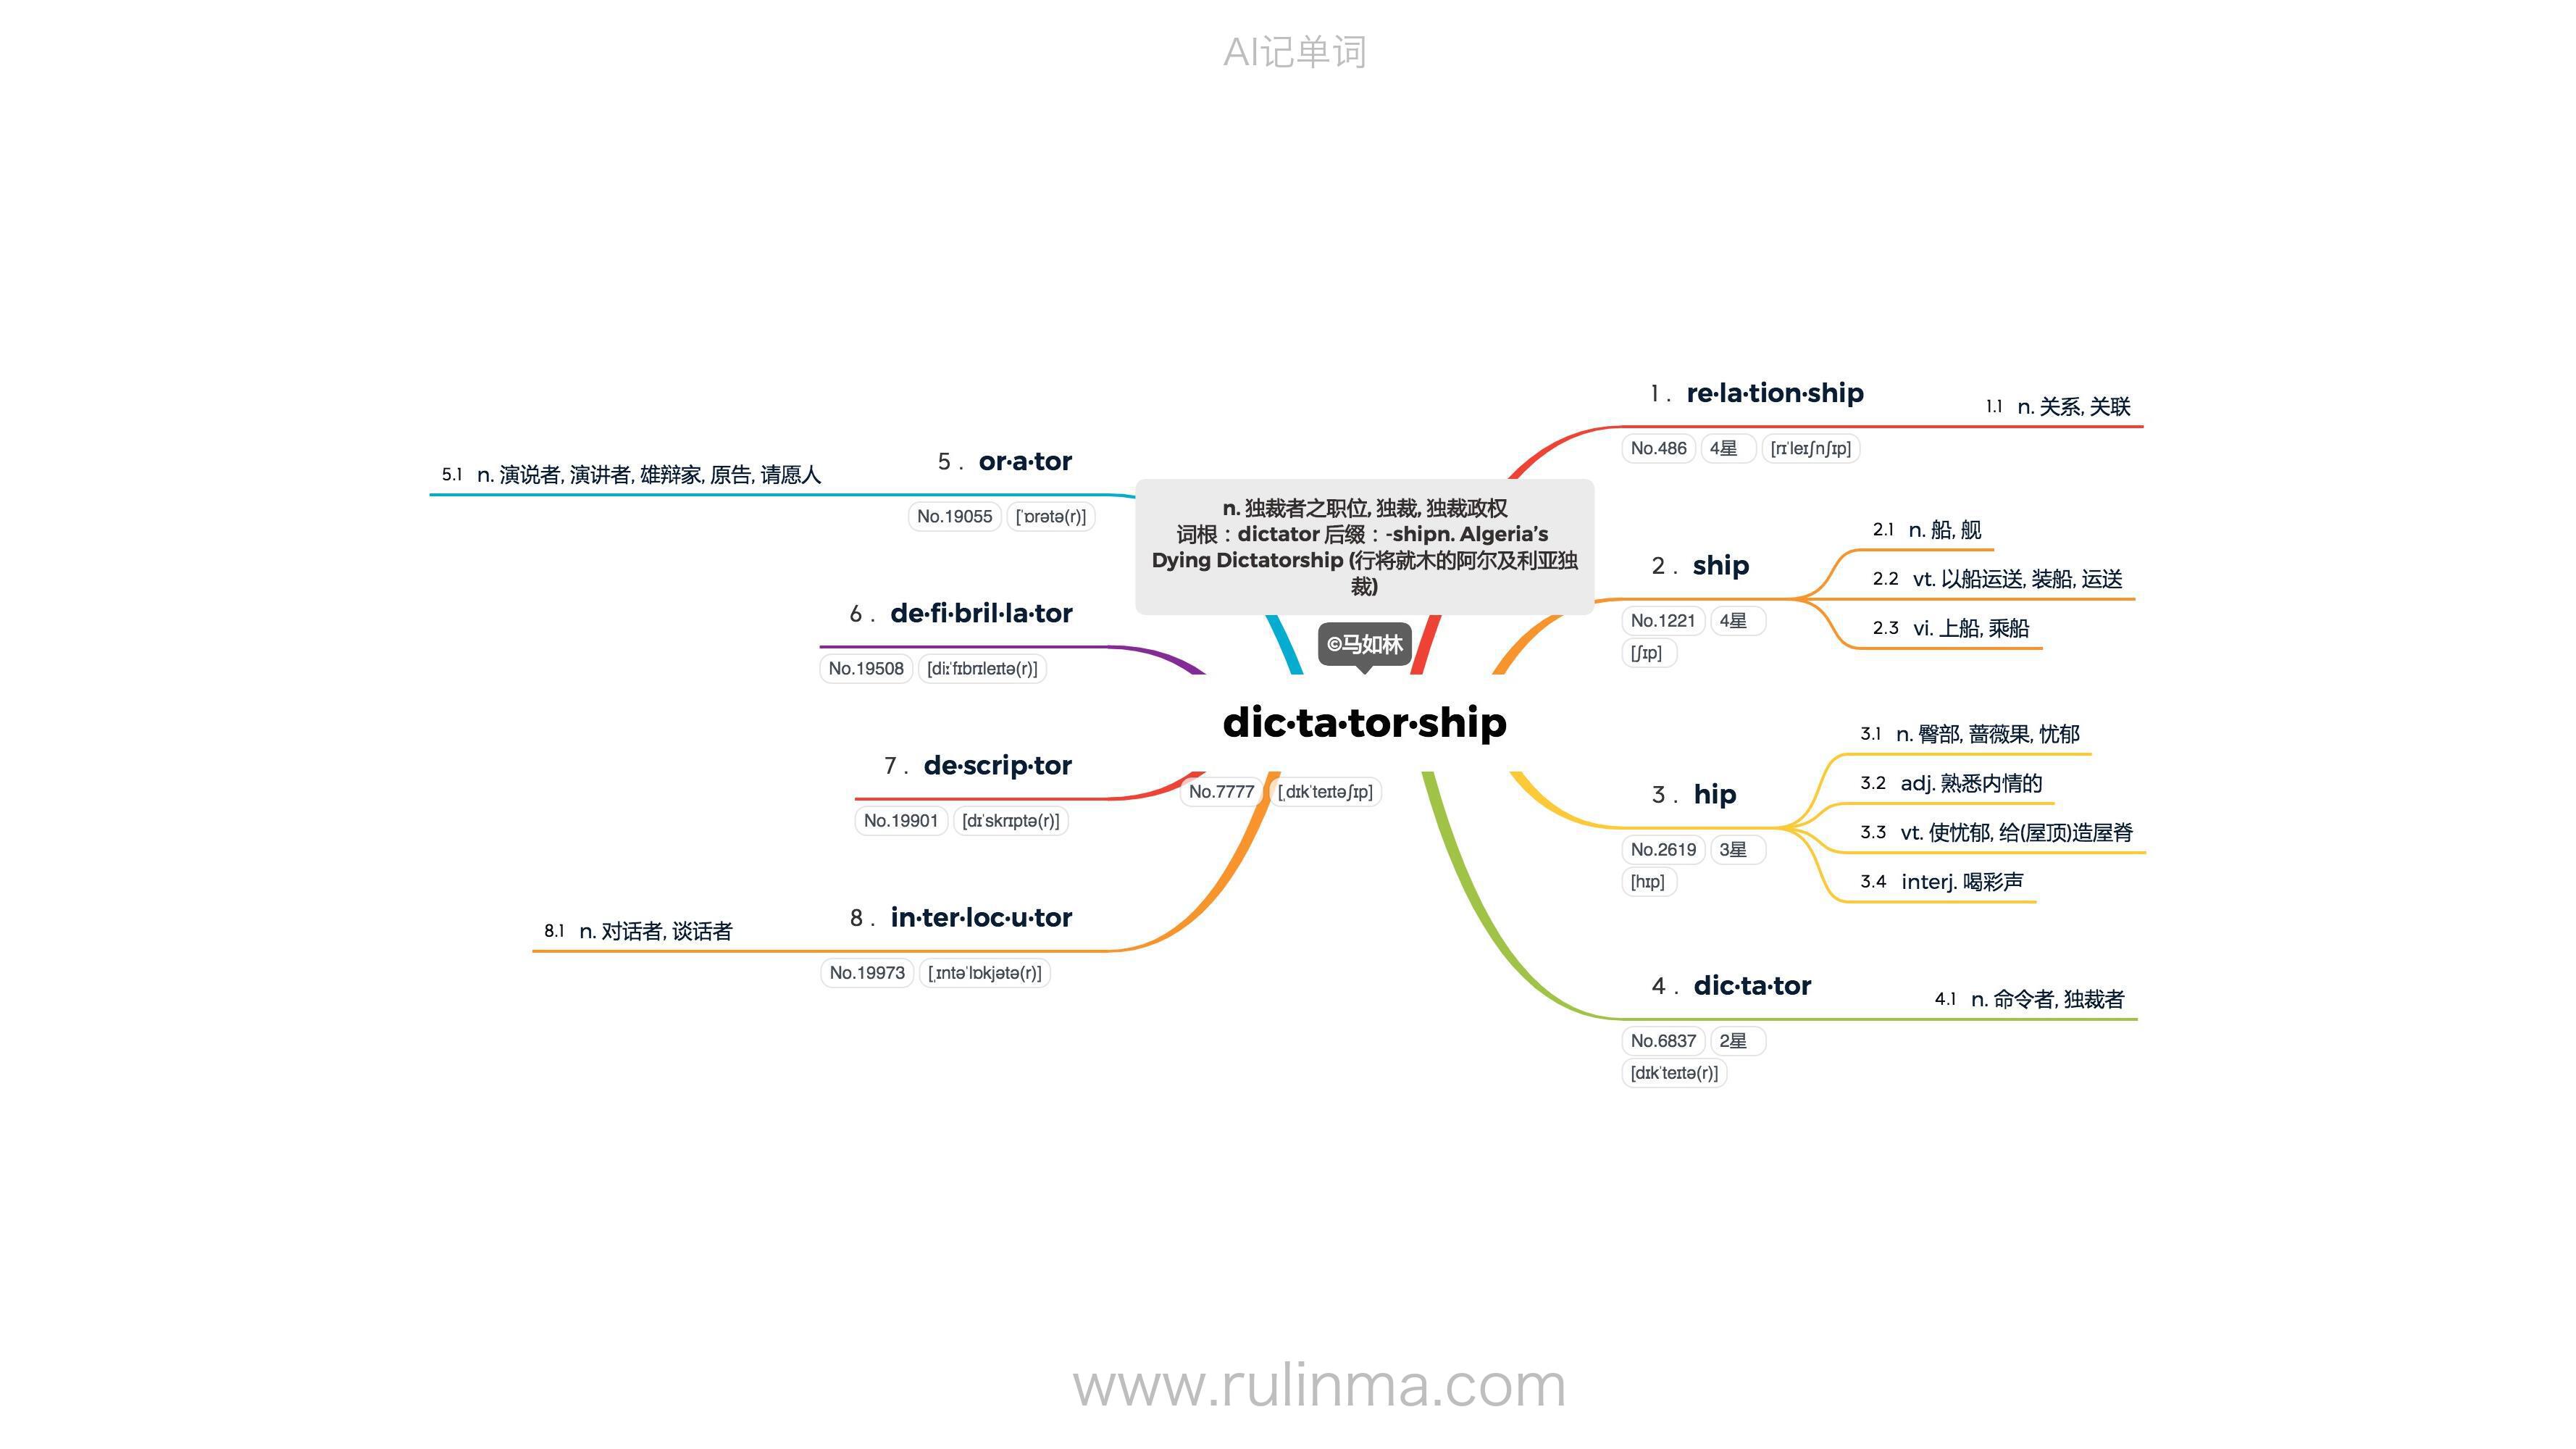 AI记单词
n. 独裁者之职位, 独裁, 独裁政权
词根：dictator 后缀：-shipn. Algeria’s
Dying Dictatorship (行将就木的阿尔及利亚独
裁)
©马如林
dic·ta·tor·ship
No.7777 [ˌdɪkˈteɪtəʃɪp]
1 . re·la·tion·ship
No.486 4星 [rɪˈleɪʃnʃɪp]
1.1 n. 关系, 关联
2 . ship
No.1221 4星
[ʃɪp]
2.1 n. 船, 舰
2.2 vt. 以船运送, 装船, 运送
2.3 vi. 上船, 乘船
3 . hip
No.2619 3星
[hɪp]
3.1 n. 臀部, 蔷薇果, 忧郁
3.2 adj. 熟悉内情的
3.3 vt. 使忧郁, 给(屋顶)造屋脊
3.4 interj. 喝彩声
4 . dic·ta·tor
No.6837 2星
[dɪkˈteɪtə(r)]
4.1 n. 命令者, 独裁者
5 . or·a·tor
No.19055 [ˈɒrətə(r)]
5.1 n. 演说者, 演讲者, 雄辩家, 原告, 请愿人
6 . de·fi·bril·la·tor
No.19508 [diːˈfɪbrɪleɪtə(r)]
7 . de·scrip·tor
No.19901 [dɪˈskrɪptə(r)]
8 . in·ter·loc·u·tor
No.19973 [ˌɪntəˈlɒkjətə(r)]
8.1 n. 对话者, 谈话者
www.rulinma.com